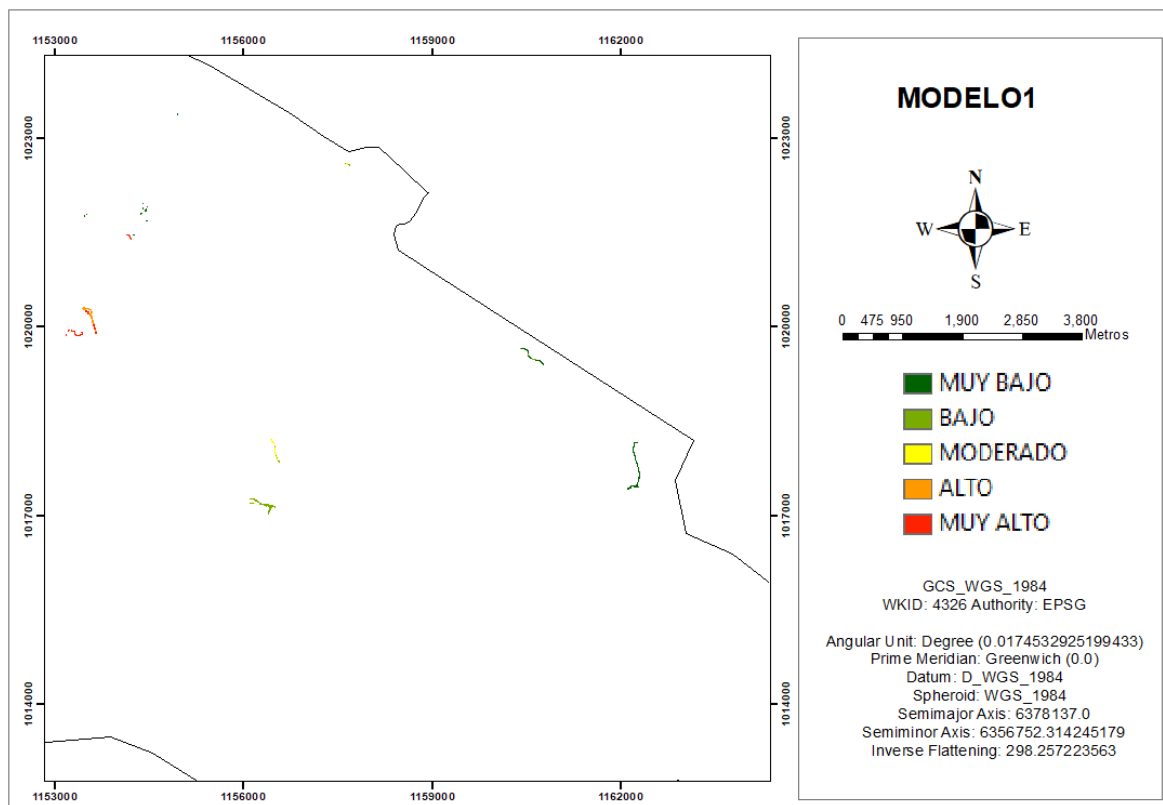 1153000 1156000 1159000 1162000
1023000 1023000
1020000 1020000
1017000 1017000
1014000 1014000
1153000 1156000 1159000 1162000
MODELO1
N
W E
S
0 475 950 1,900 2,850 3,800
Metros
MUY BAJO
BAJO
MODERADO
ALTO
MUY ALTO
GCS_WGS_1984
WKID: 4326 Authority: EPSG
Angular Unit: Degree (0.0174532925199433)
Prime Meridian: Greenwich (0.0)
Datum: D_WGS_1984
Spheroid: WGS_1984
Semimajor Axis: 6378137.0
Semiminor Axis: 6356752.314245179
Inverse Flattening: 298.257223563